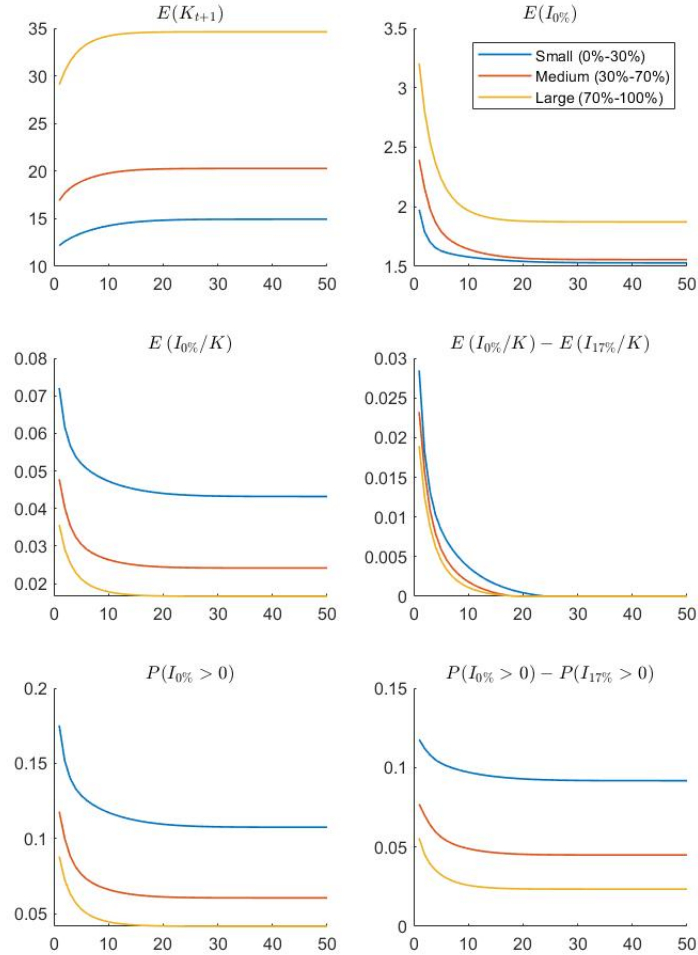 E(K_{t+1})
35
30
25
20
15
10
0 10 20 30 40 50
E(I_{0%})
3.5
3
2.5
2
1.5
0 10 20 30 40 50
Small (0%-30%)
Medium (30%-70%)
Large (70%-100%)
E(I_{0%}/K)
0.08
0.07
0.06
0.05
0.04
0.03
0.02
0 10 20 30 40 50
E(I_{0%}/K) − E(I_{17%}/K)
0.03
0.025
0.02
0.015
0.01
0.005
0
0 10 20 30 40 50
P(I_{0%} > 0)
0.2
0.15
0.1
0.05
0 10 20 30 40 50
P(I_{0%} > 0) − P(I_{17%} > 0)
0.15
0.1
0.05
0
0 10 20 30 40 50